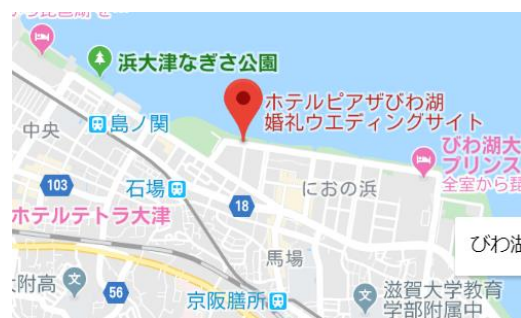 浜大津なぎさ公園
ホテルピアザびわ湖
婚礼ウエディングサイト
中央
島ノ関
びわ湖大
プリンス
全室から琵
103
石場
18
におの浜
ホテルテトラ大津
びわ湖
馬場
附高
56
京阪膳所
滋賀大学教育
学部附属中